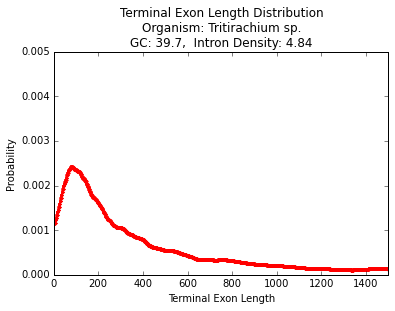 Terminal Exon Length Distribution
Organism: Tritirachium sp.
GC: 39.7,  Intron Density: 4.84
0.005
0.004
0.003
0.002
0.001
0.000
Probability
0 200 400 600 800 1000 1200 1400
Terminal Exon Length